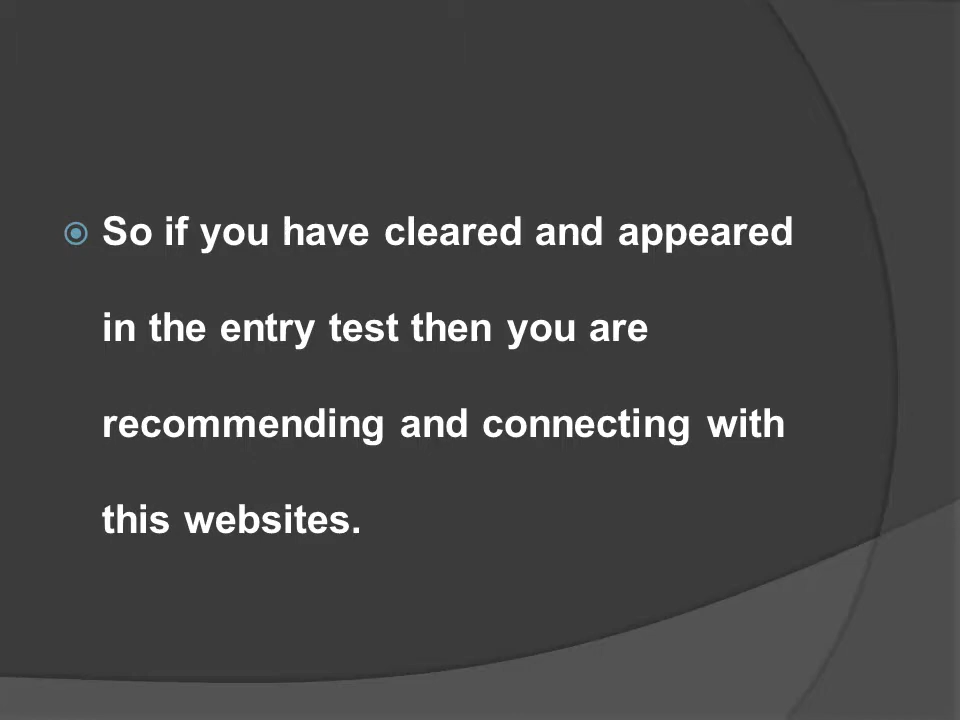 So if you have cleared and appeared
in the entry test then you are
recommending and connecting with
this websites.